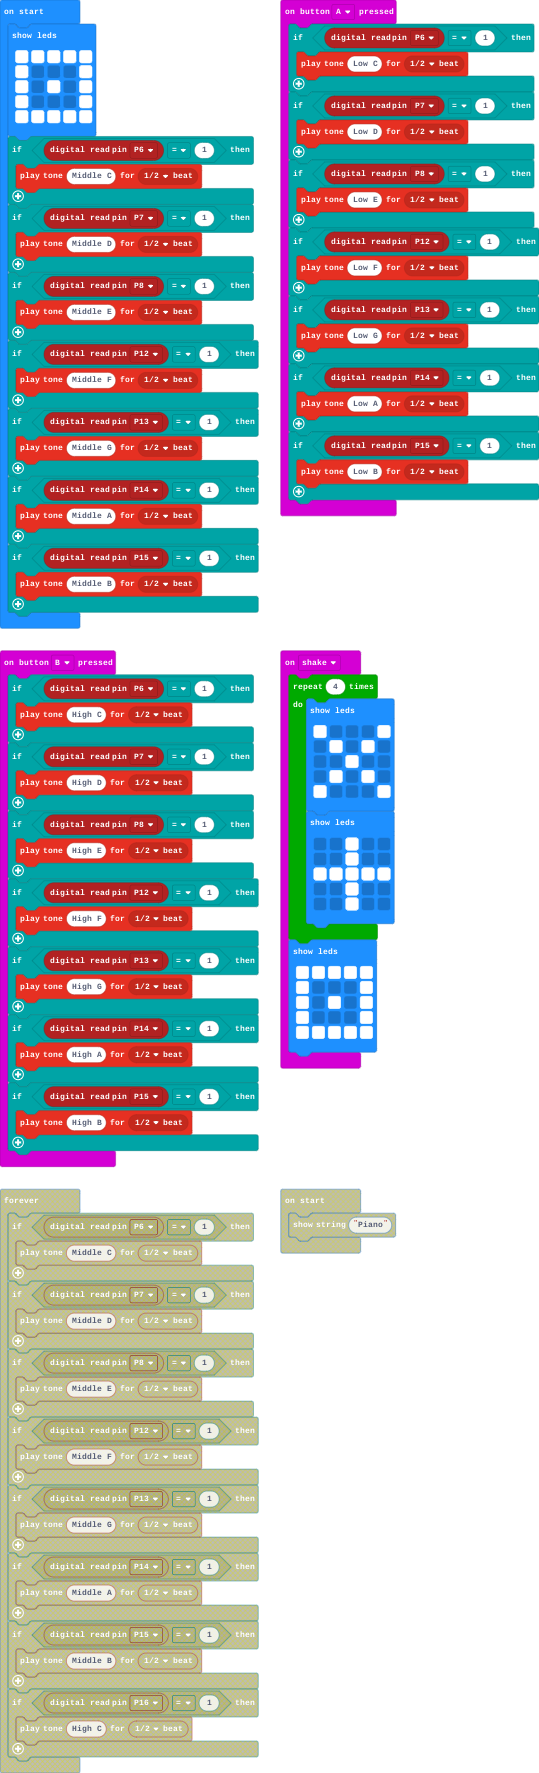 on start
show leds
if digital read pin P6 = 1 then
play tone Middle C for 1/2 beat
if digital read pin P7 = 1 then
play tone Middle D for 1/2 beat
if digital read pin P8 = 1 then
play tone Middle E for 1/2 beat
if digital read pin P12 = 1 then
play tone Middle F for 1/2 beat
if digital read pin P13 = 1 then
play tone Middle G for 1/2 beat
if digital read pin P14 = 1 then
play tone Middle A for 1/2 beat
if digital read pin P15 = 1 then
play tone Middle B for 1/2 beat
on button A pressed
if digital read pin P6 = 1 then
play tone Low C for 1/2 beat
if digital read pin P7 = 1 then
play tone Low D for 1/2 beat
if digital read pin P8 = 1 then
play tone Low E for 1/2 beat
if digital read pin P12 = 1 then
play tone Low F for 1/2 beat
if digital read pin P13 = 1 then
play tone Low G for 1/2 beat
if digital read pin P14 = 1 then
play tone Low A for 1/2 beat
if digital read pin P15 = 1 then
play tone Low B for 1/2 beat
on button B pressed
if digital read pin P6 = 1 then
play tone High C for 1/2 beat
if digital read pin P7 = 1 then
play tone High D for 1/2 beat
if digital read pin P8 = 1 then
play tone High E for 1/2 beat
if digital read pin P12 = 1 then
play tone High F for 1/2 beat
if digital read pin P13 = 1 then
play tone High G for 1/2 beat
if digital read pin P14 = 1 then
play tone High A for 1/2 beat
if digital read pin P15 = 1 then
play tone High B for 1/2 beat
on shake
repeat 4 times
do
show leds
show leds
show leds
forever
if digital read pin P6 = 1 then
play tone Middle C for 1/2 beat
if digital read pin P7 = 1 then
play tone Middle D for 1/2 beat
if digital read pin P8 = 1 then
play tone Middle E for 1/2 beat
if digital read pin P12 = 1 then
play tone Middle F for 1/2 beat
if digital read pin P13 = 1 then
play tone Middle G for 1/2 beat
if digital read pin P14 = 1 then
play tone Middle A for 1/2 beat
if digital read pin P15 = 1 then
play tone Middle B for 1/2 beat
if digital read pin P16 = 1 then
play tone High C for 1/2 beat
on start
show string "Piano"